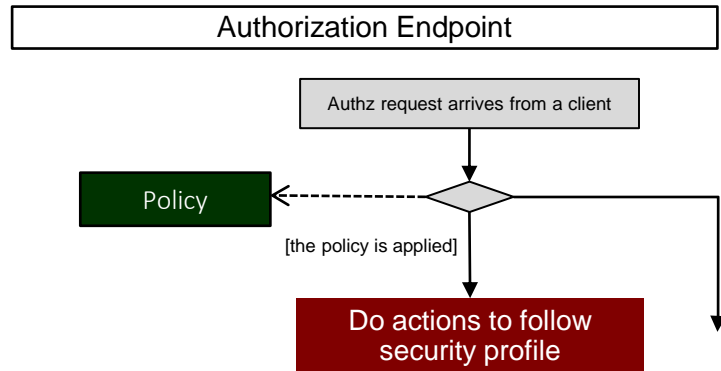 Authorization Endpoint
Authz request arrives from a client
Policy
[the policy is applied]
Do actions to follow
security profile